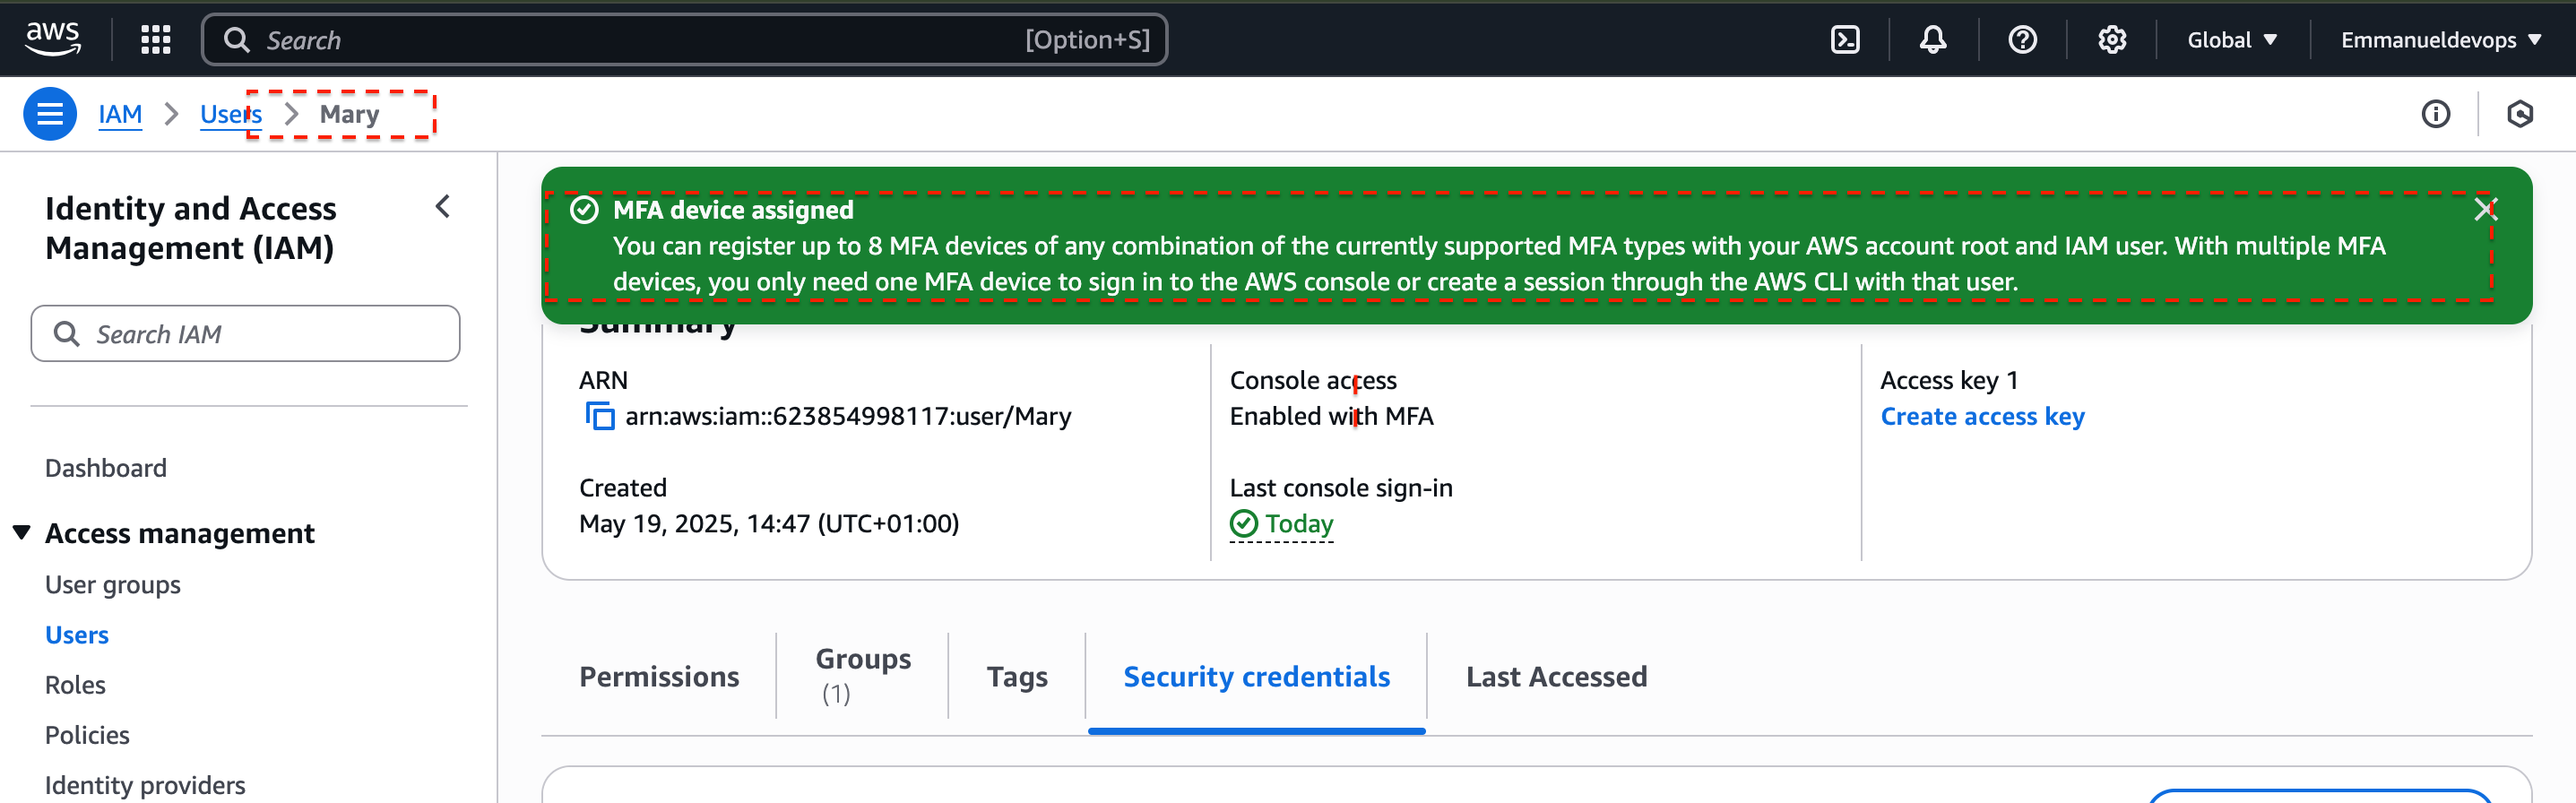 aws
Search
[Option+S]
Global
Emmanueldevops
IAM
Users
Mary
Identity and Access
Management (IAM)
Search IAM
Dashboard
Access management
User groups
Users
Roles
Policies
Identity providers
MFA device assigned
You can register up to 8 MFA devices of any combination of the currently supported MFA types with your AWS account root and IAM user. With multiple MFA
devices, you only need one MFA device to sign in to the AWS console or create a session through the AWS CLI with that user.
Summary
ARN
arn:aws:iam::623854998117:user/Mary
Created
May 19, 2025, 14:47 (UTC+01:00)
Console access
Enabled with MFA
Last console sign-in
Today
Access key 1
Create access key
Permissions
Groups
(1)
Tags
Security credentials
Last Accessed